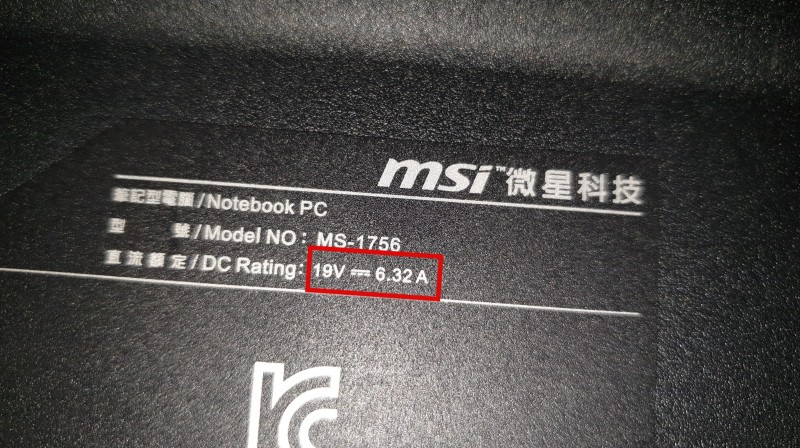 msi™微星科技
筆記型電腦/Notebook PC
型 號/Model NO: MS-1756
直流額定/DC Rating: 19V⎓6.32A